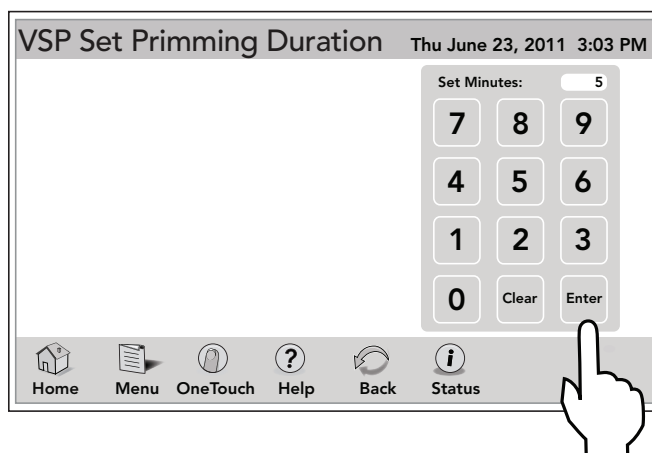 VSP Set Primming Duration Thu June 23, 2011 3:03 PM
Set Minutes: 5
7 8 9
4 5 6
1 2 3
0 Clear Enter
? i
Home Menu OneTouch Help Back Status